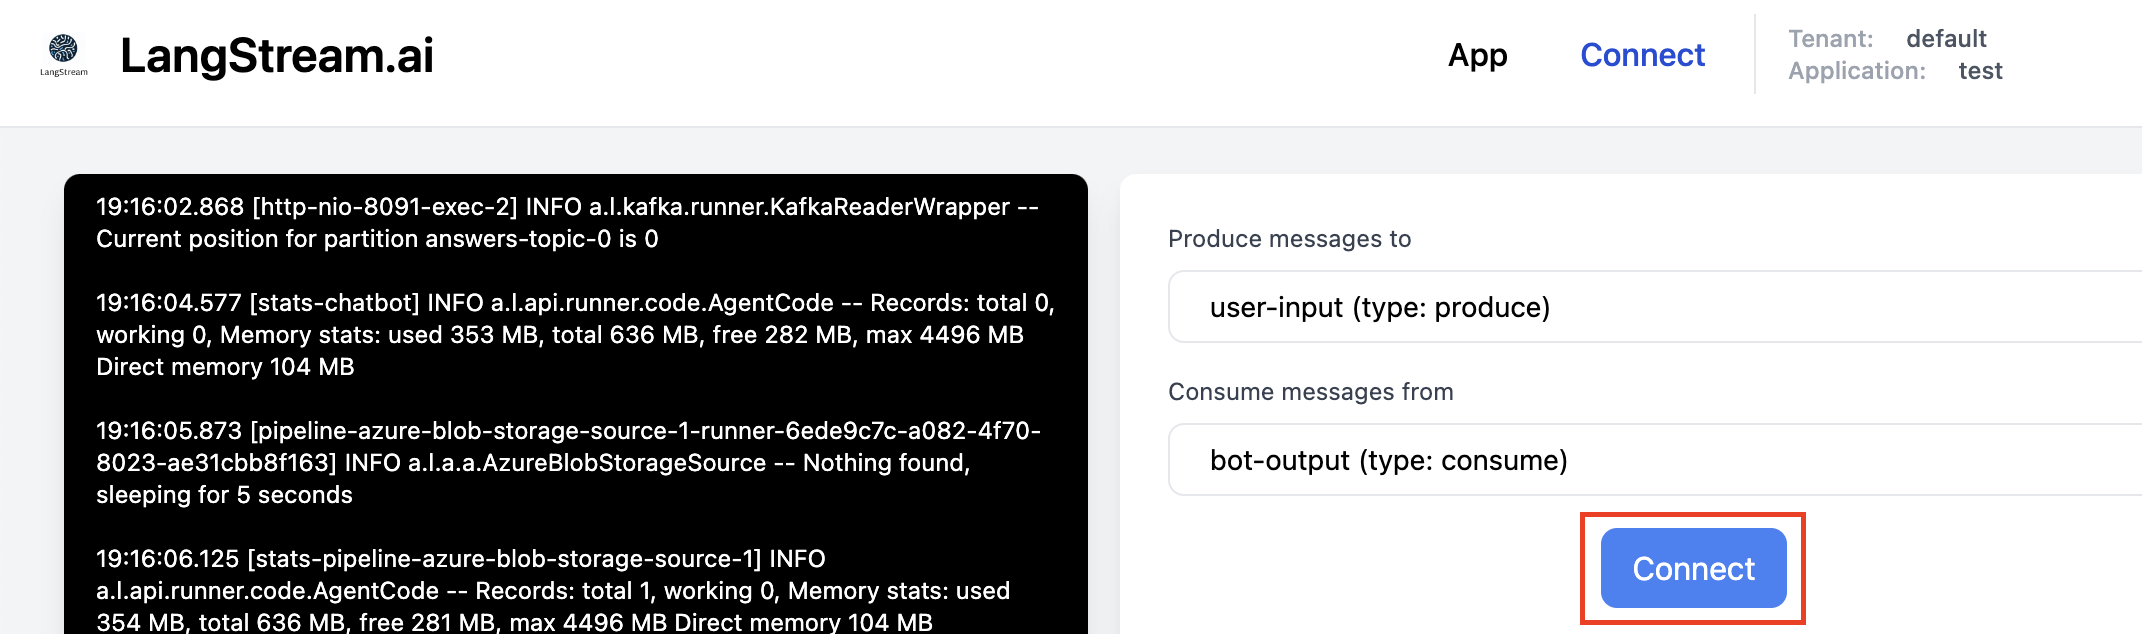 LangStream
LangStream.ai
App
Connect
Tenant: default
Application: test
19:16:02.868 [http-nio-8091-exec-2] INFO a.l.kafka.runner.KafkaReaderWrapper --
Current position for partition answers-topic-0 is 0
19:16:04.577 [stats-chatbot] INFO a.l.api.runner.code.AgentCode -- Records: total 0,
working 0, Memory stats: used 353 MB, total 636 MB, free 282 MB, max 4496 MB
Direct memory 104 MB
19:16:05.873 [pipeline-azure-blob-storage-source-1-runner-6ede9c7c-a082-4f70-
8023-ae31cbb8f163] INFO a.l.a.a.AzureBlobStorageSource -- Nothing found,
sleeping for 5 seconds
19:16:06.125 [stats-pipeline-azure-blob-storage-source-1] INFO
a.l.api.runner.code.AgentCode -- Records: total 1, working 0, Memory stats: used
354 MB, total 636 MB, free 281 MB, max 4496 MB Direct memory 104 MB
Produce messages to
user-input (type: produce)
Consume messages from
bot-output (type: consume)
Connect